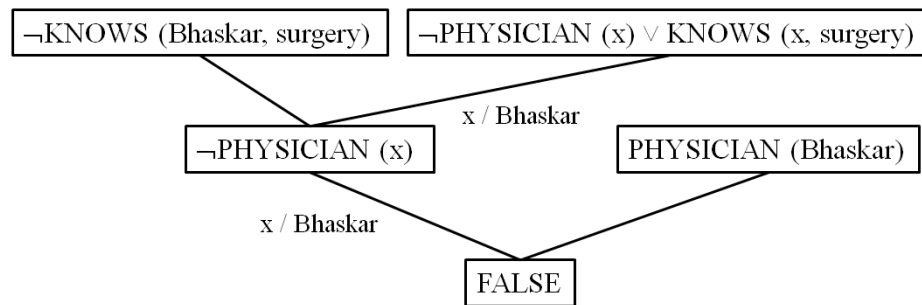 ¬KNOWS (Bhaskar, surgery)
¬PHYSICIAN (x) ∨ KNOWS (x, surgery)
x / Bhaskar
¬PHYSICIAN (x)
PHYSICIAN (Bhaskar)
x / Bhaskar
FALSE